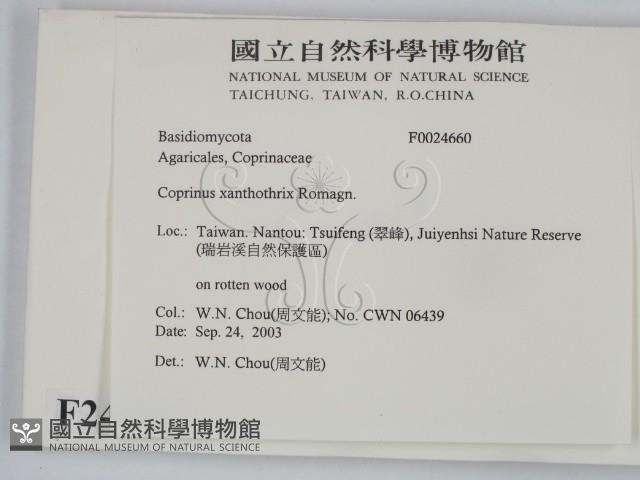 國立自然科學博物館
NATIONAL MUSEUM OF NATURAL SCIENCE
TAICHUNG, TAIWAN, R.O.CHINA
Basidiomycota F0024660
Agaricales, Coprinaceae
Coprinus xanthothrix Romagn.
Loc.: Taiwan. Nantou: Tsuifeng (翠峰), Juiyenhsi Nature Reserve
(瑞岩溪自然保護區)
on rotten wood
Col.: W.N. Chou(周文能); No. CWN 06439
Date: Sep. 24, 2003
Det.: W.N. Chou(周文能)
F24
國立自然科學博物館
NATIONAL MUSEUM OF NATURAL SCIENCE